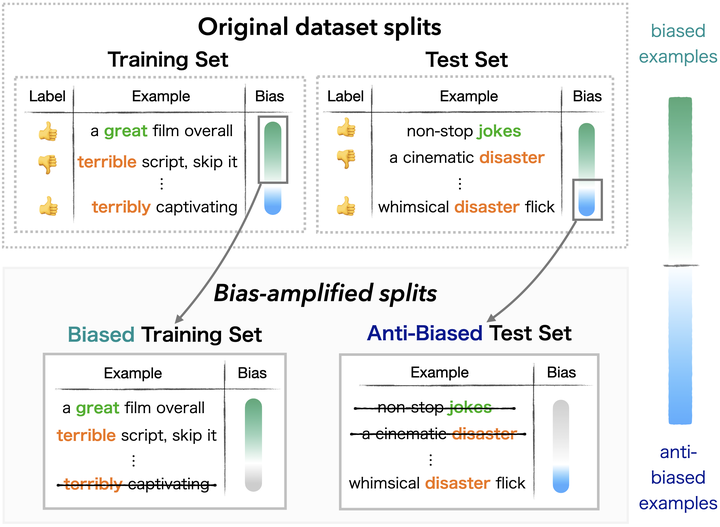 Original dataset splits
Training Set
Label Example Bias
a great film overall
terrible script, skip it
⋮
terribly captivating
Test Set
Label Example Bias
non-stop jokes
a cinematic disaster
⋮
whimsical disaster flick
biased
examples
Bias-amplified splits
Biased Training Set
Example Bias
a great film overall
terrible script, skip it
⋮
terribly captivating
Anti-Biased Test Set
Example Bias
non-stop jokes
a cinematic disaster
⋮
whimsical disaster flick
anti-
biased
examples